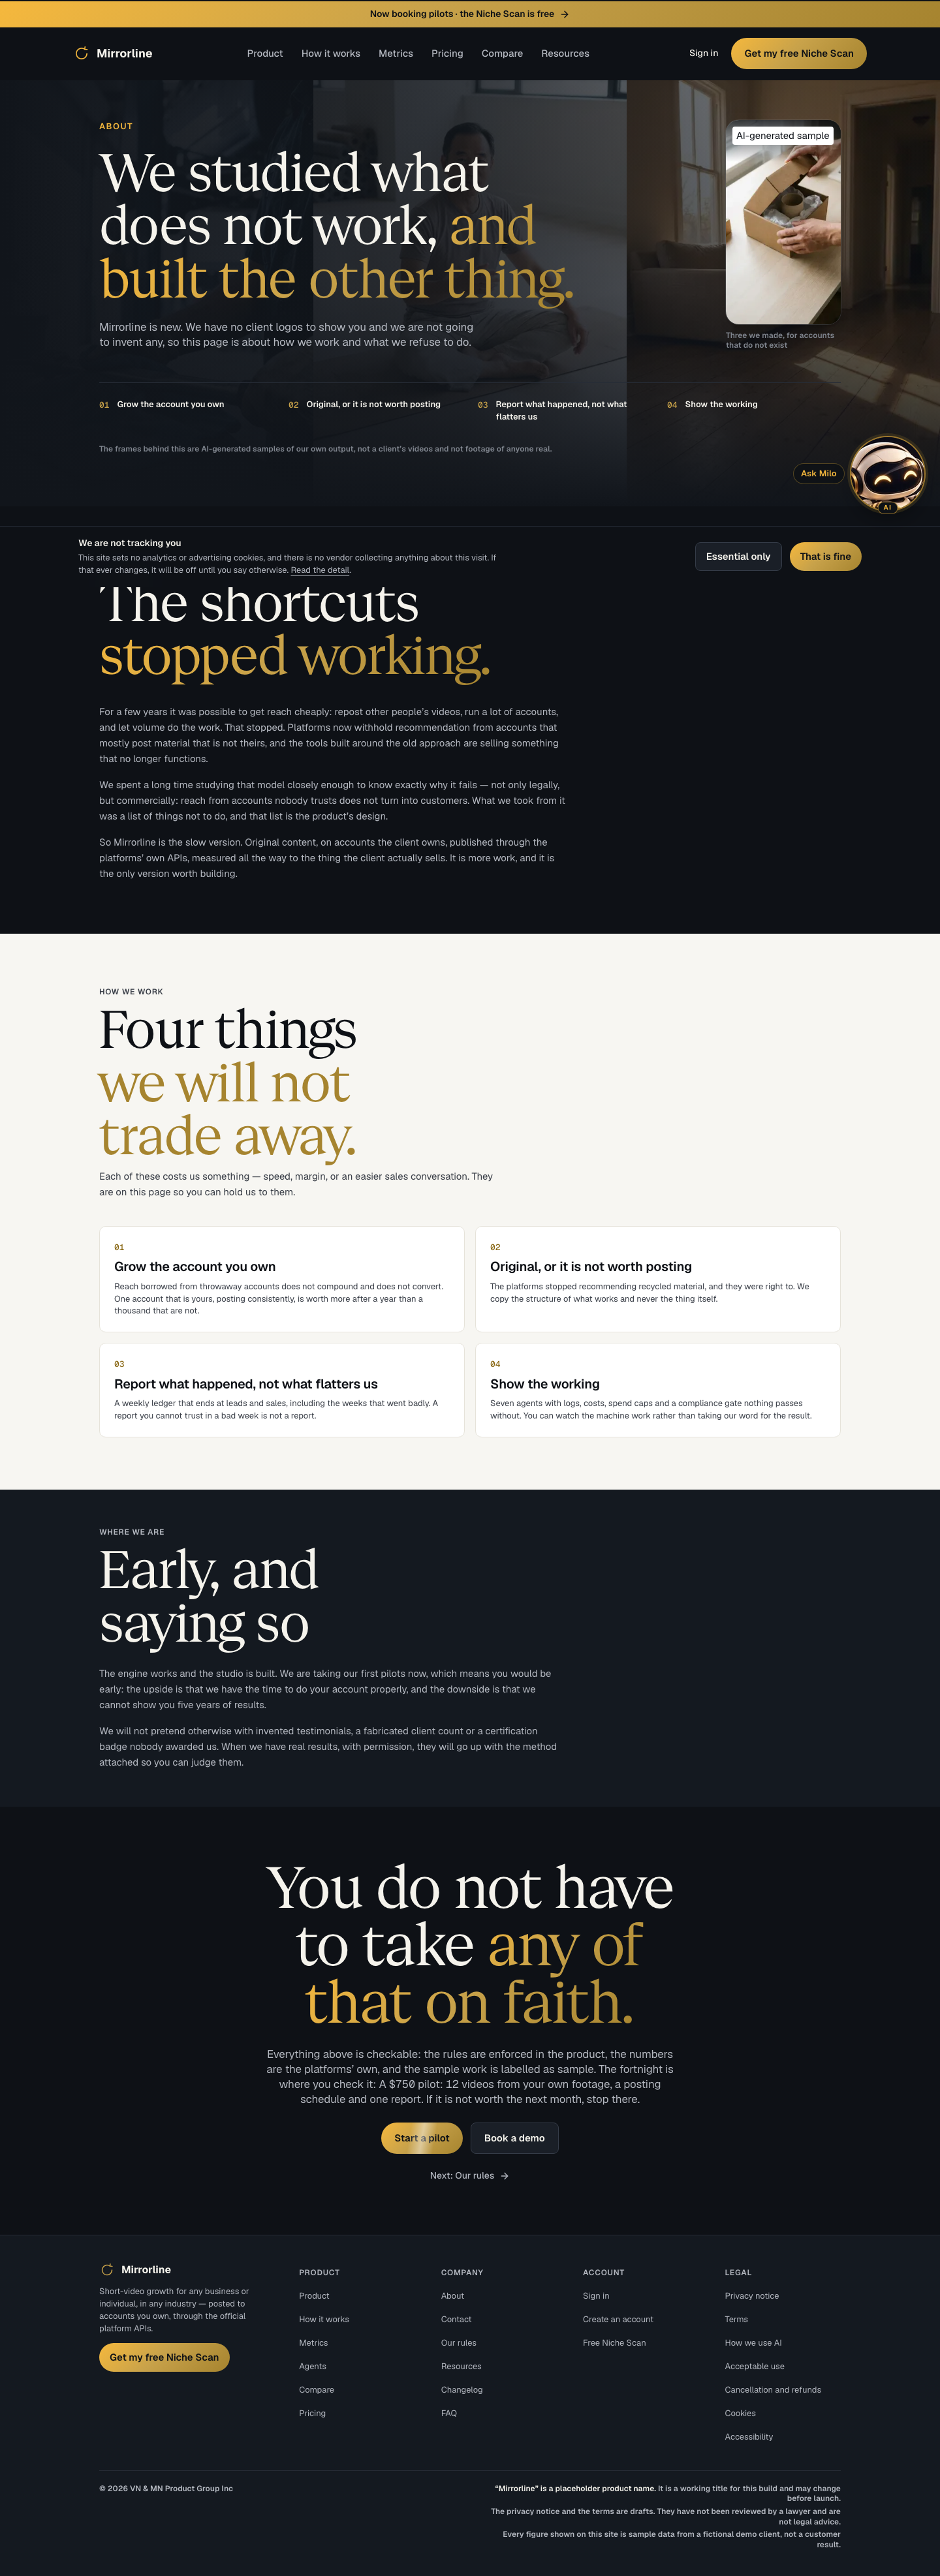 Now booking pilots · the Niche Scan is free →
Mirrorline
Product
How it works
Metrics
Pricing
Compare
Resources
Sign in
Get my free Niche Scan
ABOUT
We studied what
does not work, and
built the other thing.
Mirrorline is new. We have no client logos to show you and we are not going
to invent any, so this page is about how we work and what we refuse to do.
AI-generated sample
Three we made, for accounts
that do not exist
01 Grow the account you own
02 Original, or it is not worth posting
03 Report what happened, not what
flatters us
04 Show the working
The frames behind this are AI-generated samples of our own output, not a client's videos and not footage of anyone real.
Ask Milo
AI
We are not tracking you
This site sets no analytics or advertising cookies, and there is no vendor collecting anything about this visit. If
that ever changes, it will be off until you say otherwise. Read the detail.
Essential only
That is fine
The shortcuts
stopped working.
For a few years it was possible to get reach cheaply: repost other people's videos, run a lot of accounts,
and let volume do the work. That stopped. Platforms now withhold recommendation from accounts that
mostly post material that is not theirs, and the tools built around the old approach are selling something
that no longer functions.
We spent a long time studying that model closely enough to know exactly why it fails — not only legally,
but commercially: reach from accounts nobody trusts does not turn into customers. What we took from it
was a list of things not to do, and that list is the product's design.
So Mirrorline is the slow version. Original content, on accounts the client owns, published through the
platforms' own APIs, measured all the way to the thing the client actually sells. It is more work, and it is
the only version worth building.
HOW WE WORK
Four things
we will not
trade away.
Each of these costs us something — speed, margin, or an easier sales conversation. They
are on this page so you can hold us to them.
01
Grow the account you own
Reach borrowed from throwaway accounts does not compound and does not convert.
One account that is yours, posting consistently, is worth more after a year than a
thousand that are not.
02
Original, or it is not worth posting
The platforms stopped recommending recycled material, and they were right to. We
copy the structure of what works and never the thing itself.
03
Report what happened, not what flatters us
A weekly ledger that ends at leads and sales, including the weeks that went badly. A
report you cannot trust in a bad week is not a report.
04
Show the working
Seven agents with logs, costs, spend caps and a compliance gate nothing passes
without. You can watch the machine work rather than taking our word for the result.
WHERE WE ARE
Early, and
saying so
The engine works and the studio is built. We are taking our first pilots now, which means you would be
early: the upside is that we have the time to do your account properly, and the downside is that we
cannot show you five years of results.
We will not pretend otherwise with invented testimonials, a fabricated client count or a certification
badge nobody awarded us. When we have real results, with permission, they will go up with the method
attached so you can judge them.
You do not have
to take any of
that on faith.
Everything above is checkable: the rules are enforced in the product, the numbers
are the platforms' own, and the sample work is labelled as sample. The fortnight is
where you check it: A $750 pilot: 12 videos from your own footage, a posting
schedule and one report. If it is not worth the next month, stop there.
Start a pilot
Book a demo
Next: Our rules →
Mirrorline
Short-video growth for any business or
individual, in any industry — posted to
accounts you own, through the official
platform APIs.
Get my free Niche Scan
PRODUCT
Product
How it works
Metrics
Agents
Compare
Pricing
COMPANY
About
Contact
Our rules
Resources
Changelog
FAQ
ACCOUNT
Sign in
Create an account
Free Niche Scan
LEGAL
Privacy notice
Terms
How we use AI
Acceptable use
Cancellation and refunds
Cookies
Accessibility
© 2026 VN & MN Product Group Inc
“Mirrorline” is a placeholder product name. It is a working title for this build and may change
before launch.
The privacy notice and the terms are drafts. They have not been reviewed by a lawyer and are
not legal advice.
Every figure shown on this site is sample data from a fictional demo client, not a customer
result.